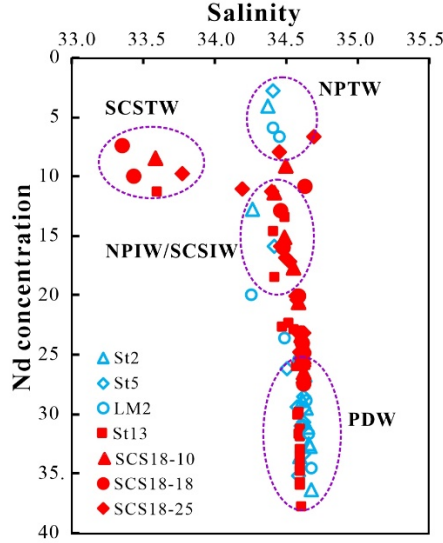 Salinity
33.0 33.5 34.0 34.5 35.0 35.5
0
5
10
15
20
25
30
35.
40
Nd concentration
NPTW
SCSTW
NPIW/SCSIW
PDW
St2
St5
LM2
St13
SCS18-10
SCS18-18
SCS18-25